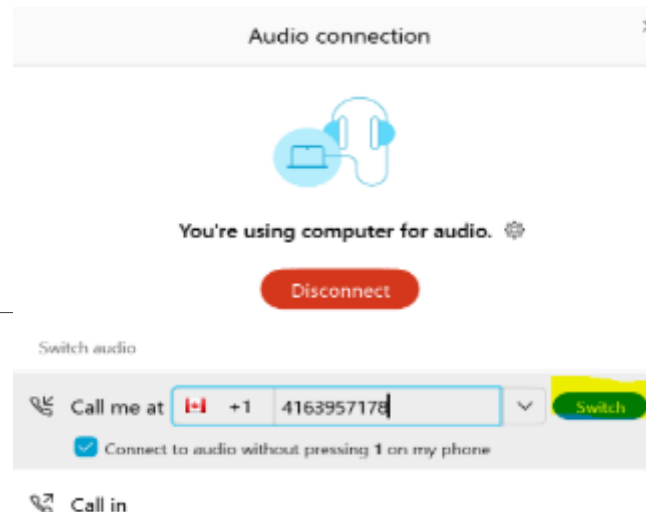 Audio connection
You're using computer for audio.
Disconnect
Switch audio
Call me at +1 4163957178 Switch
Connect to audio without pressing 1 on my phone
Call in